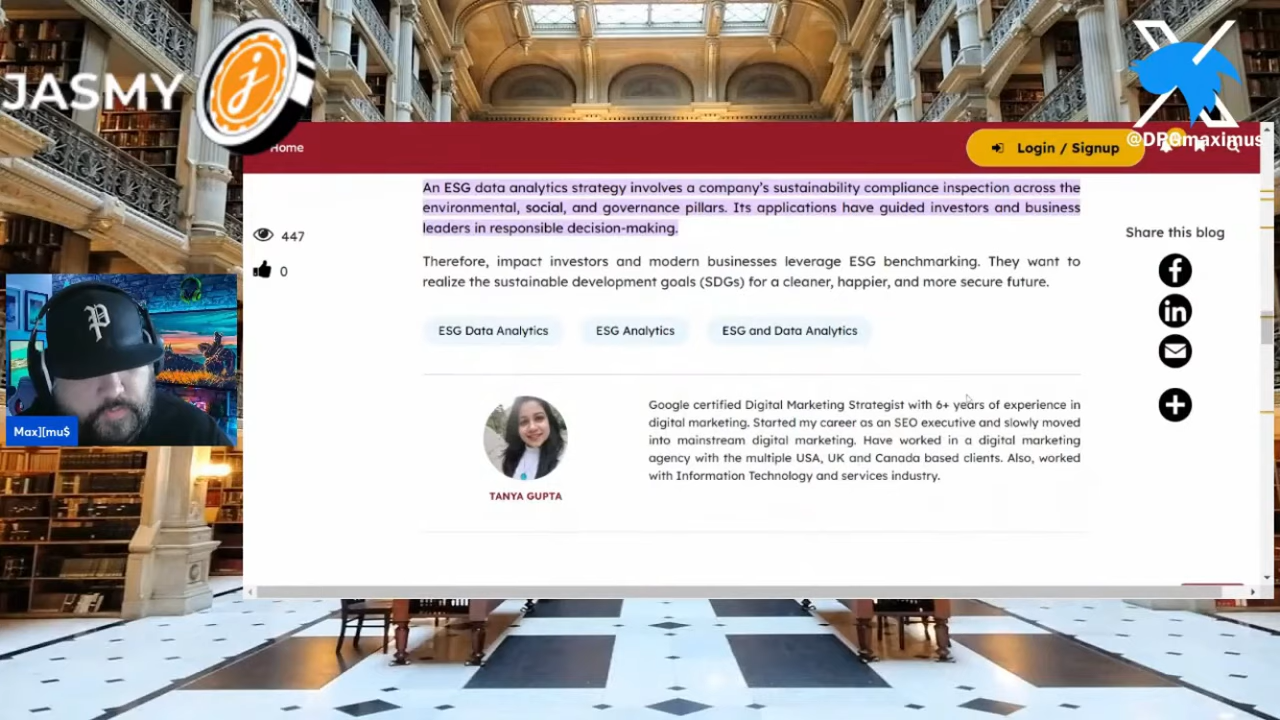 JASMY
@DPGmaximus
Home
Login / Signup
An ESG data analytics strategy involves a company's sustainability compliance inspection across the
environmental, social, and governance pillars. Its applications have guided investors and business
leaders in responsible decision-making.
447
0
Therefore, impact investors and modern businesses leverage ESG benchmarking. They want to
realize the sustainable development goals (SDGs) for a cleaner, happier, and more secure future.
ESG Data Analytics
ESG Analytics
ESG and Data Analytics
Share this blog
Google certified Digital Marketing Strategist with 6+ years of experience in
digital marketing. Started my career as an SEO executive and slowly moved
into mainstream digital marketing. Have worked in a digital marketing
agency with the multiple USA, UK and Canada based clients. Also, worked
with Information Technology and services industry.
TANYA GUPTA
Max][mu$